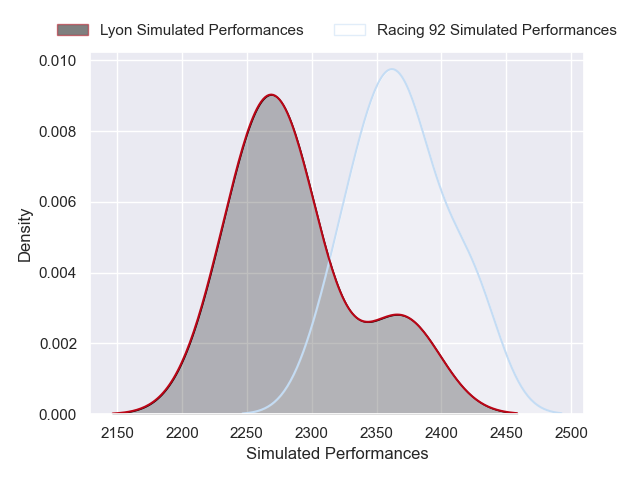 Lyon Simulated Performances Racing 92 Simulated Performances
0.010
0.008
0.006
0.004
0.002
0.000
Density
2150 2200 2250 2300 2350 2400 2450 2500
Simulated Performances